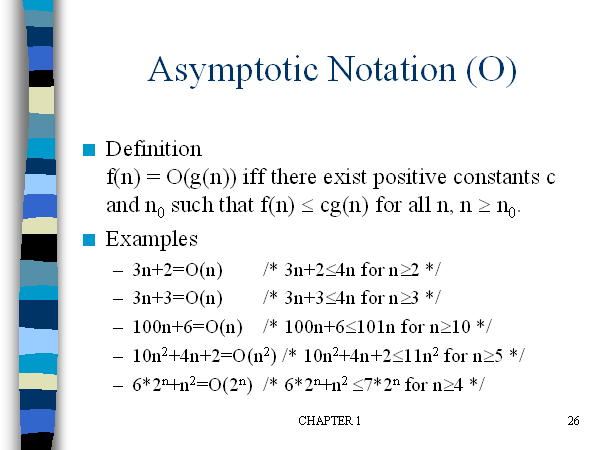 Asymptotic Notation (O)
Definition
f(n) = O(g(n)) iff there exist positive constants c
and n₀ such that f(n) ≤ cg(n) for all n, n ≥ n₀.
Examples
– 3n+2=O(n) /* 3n+2≤4n for n≥2 */
– 3n+3=O(n) /* 3n+3≤4n for n≥3 */
– 100n+6=O(n) /* 100n+6≤101n for n≥10 */
– 10n²+4n+2=O(n²) /* 10n²+4n+2≤11n² for n≥5 */
– 6*2ⁿ+n²=O(2ⁿ) /* 6*2ⁿ+n² ≤7*2ⁿ for n≥4 */
CHAPTER 1 26